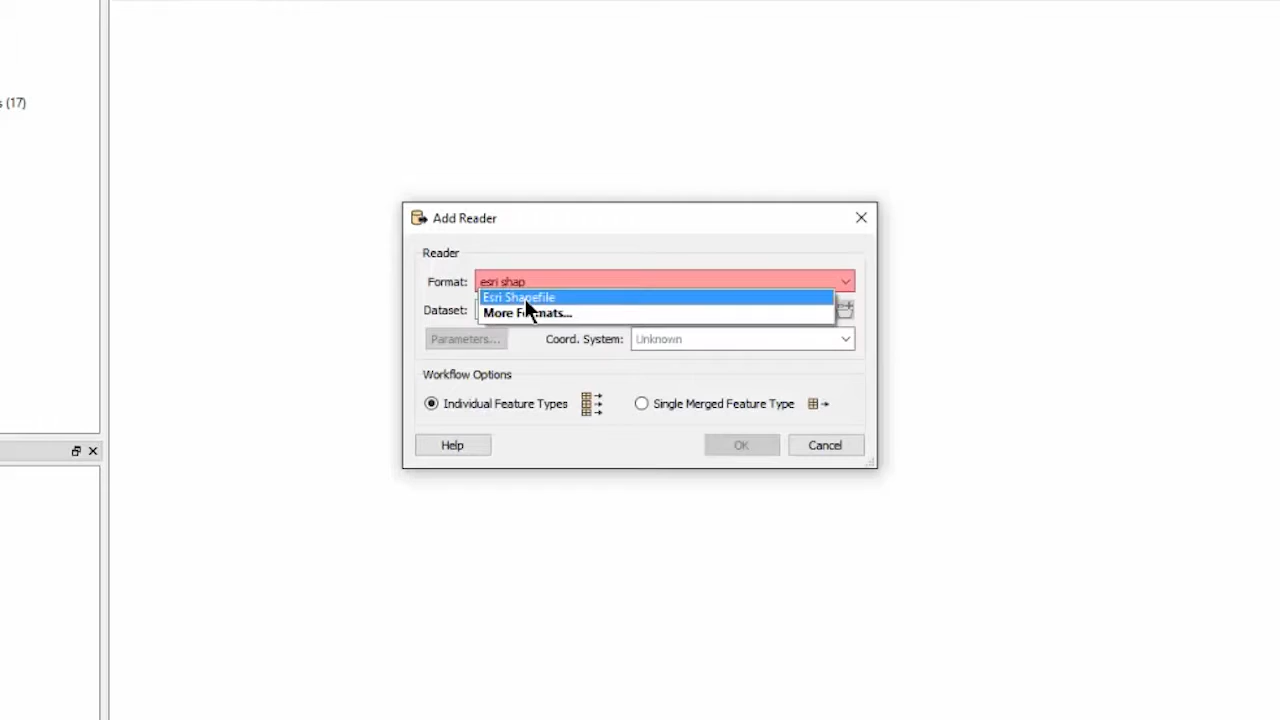 s (17)
Add Reader
Reader
Format: esri shap
Esri Shapefile
Dataset: More Formats...
Parameters... Coord. System: Unknown
Workflow Options
Individual Feature Types Single Merged Feature Type
Help OK Cancel